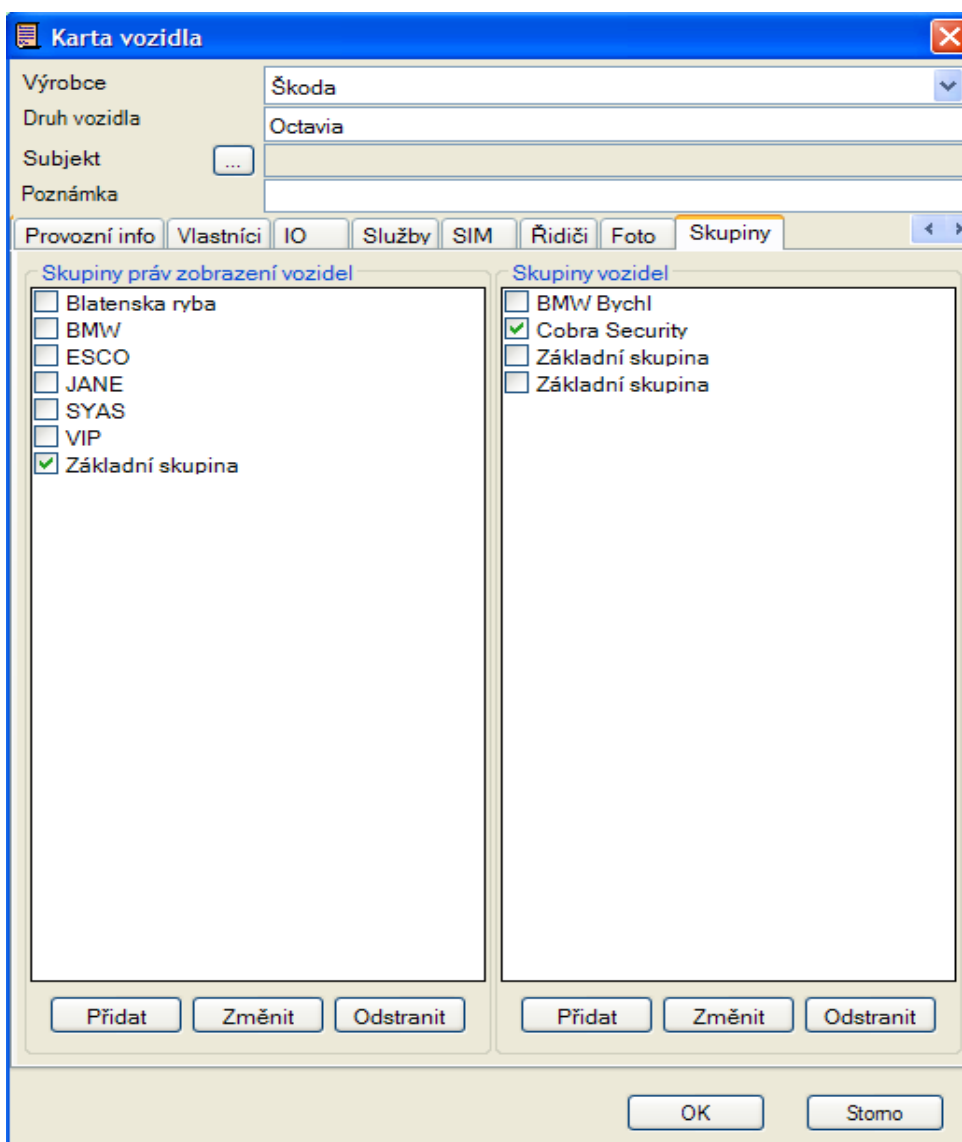 Karta vozidla
Výrobce Škoda
Druh vozidla Octavia
Subjekt ...
Poznámka
Provozní info Vlastníci IO Služby SIM Řidiči Foto Skupiny
Skupiny práv zobrazení vozidel
Blatenska ryba
BMW
ESCO
JANE
SYAS
VIP
Základní skupina
Přidat Změnit Odstranit
Skupiny vozidel
BMW Bychl
Cobra Security
Základní skupina
Základní skupina
Přidat Změnit Odstranit
OK Storno